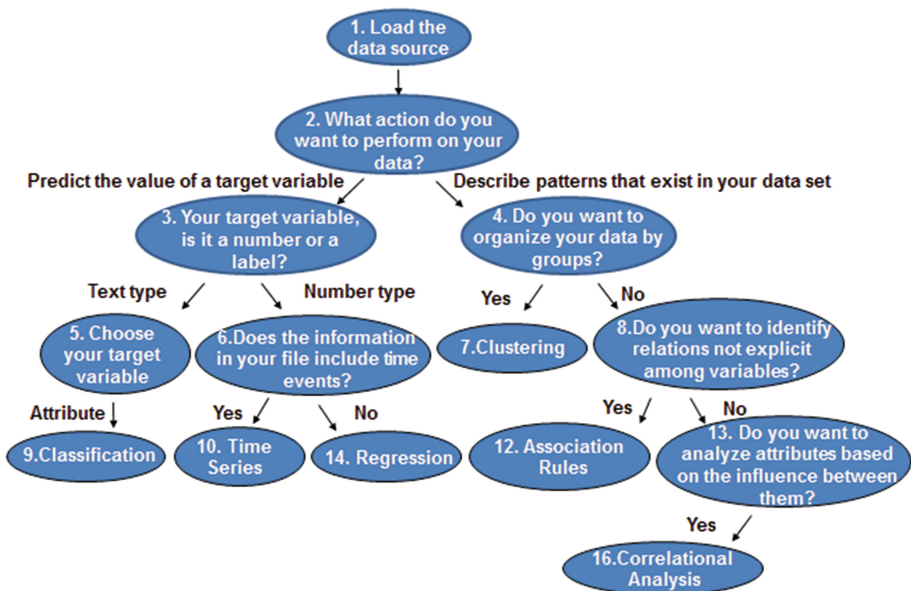 1. Load the
data source
2. What action do you
want to perform on your
data?
Predict the value of a target variable
Describe patterns that exist in your data set
3. Your target variable,
is it a number or a
label?
4. Do you want to
organize your data by
groups?
Text type
Number type
Yes
No
5. Choose
your target
variable
6.Does the information
in your file include time
events?
7.Clustering
8.Do you want to identify
relations not explicit
among variables?
Attribute
Yes
No
Yes
No
9.Classification
10. Time
Series
14. Regression
12. Association
Rules
13. Do you want to
analyze attributes based
on the influence between
them?
Yes
16.Correlational
Analysis